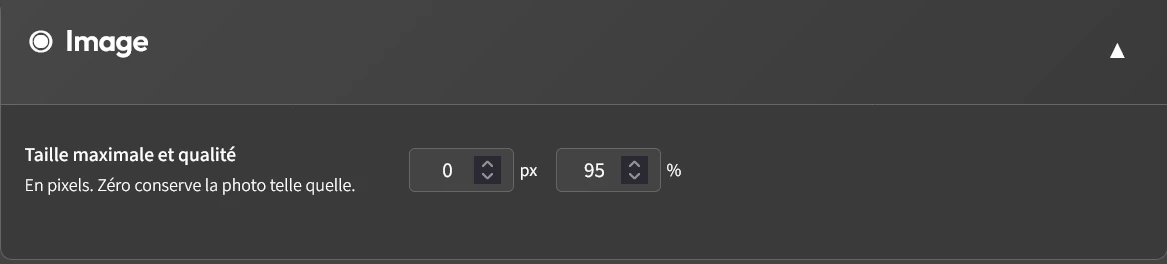 Image
Taille maximale et qualité
En pixels. Zéro conserve la photo telle quelle.
0 px 95 %